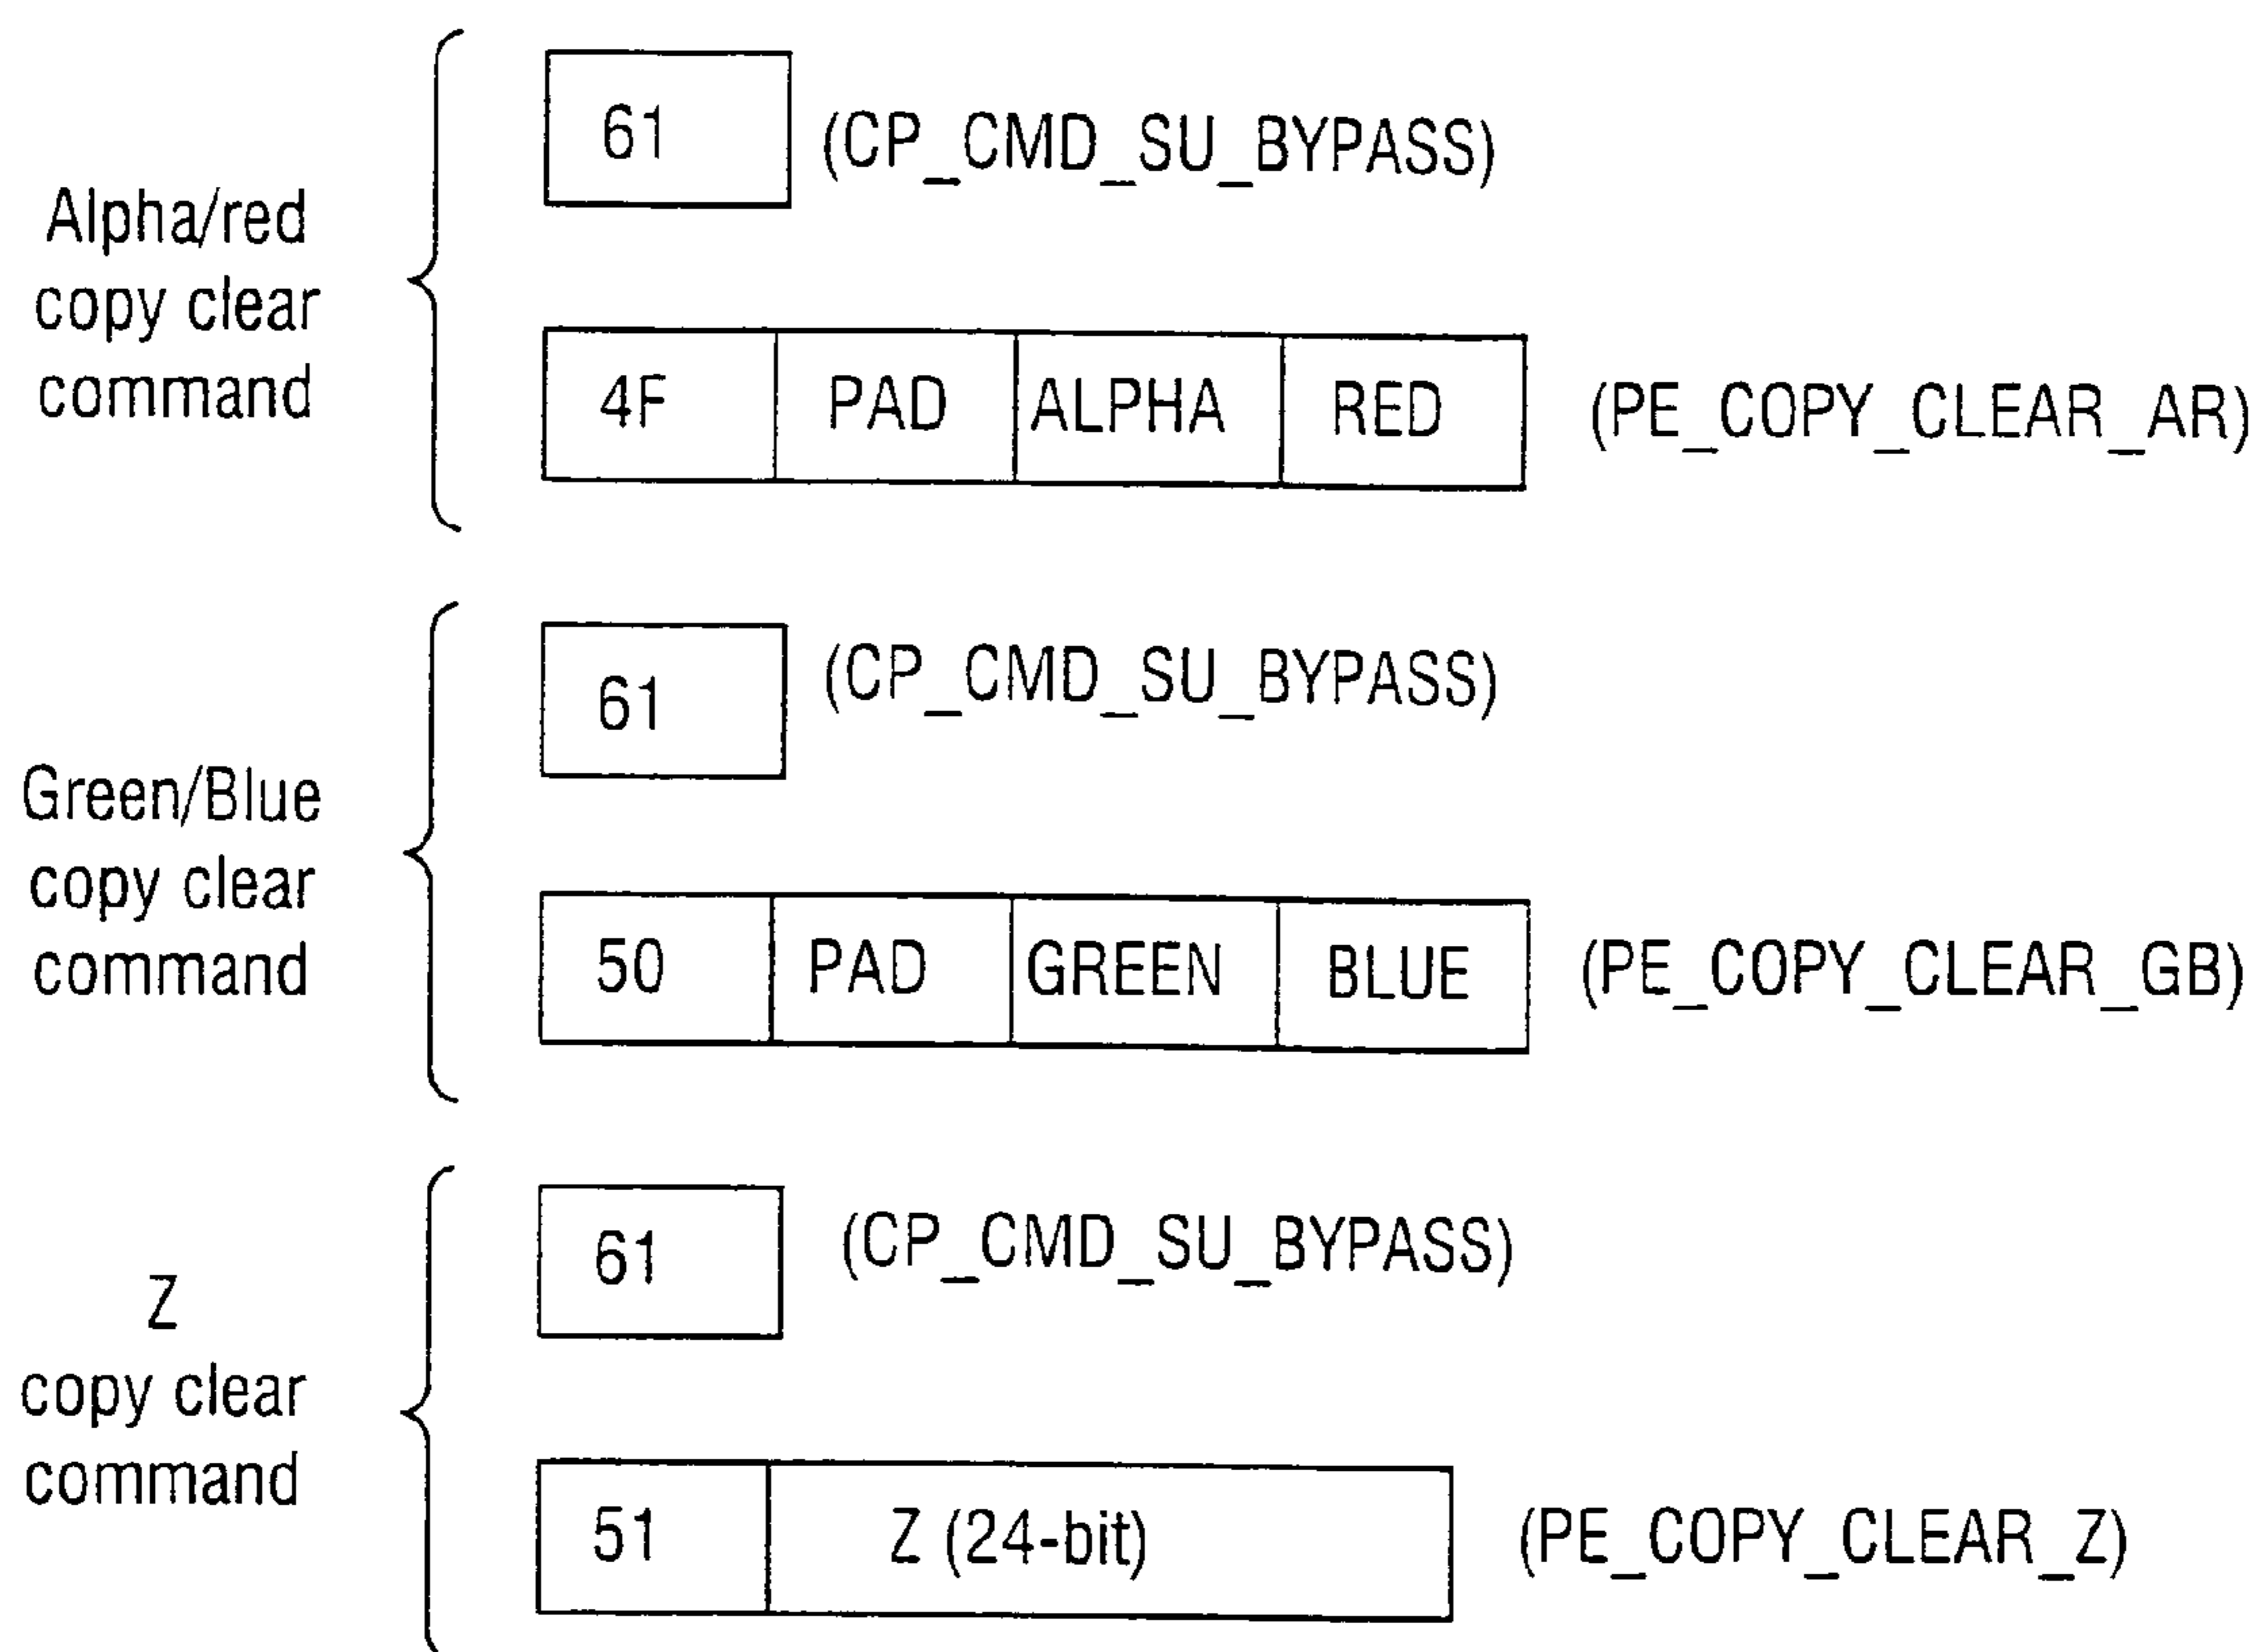 61 (CP_CMD_SU_BYPASS)
Alpha/red
copy clear
command
4F PAD ALPHA RED (PE_COPY_CLEAR_AR)
61 (CP_CMD_SU_BYPASS)
Green/Blue
copy clear
command
50 PAD GREEN BLUE (PE_COPY_CLEAR_GB)
61 (CP_CMD_SU_BYPASS)
Z
copy clear
command
51 Z (24-bit) (PE_COPY_CLEAR_Z)